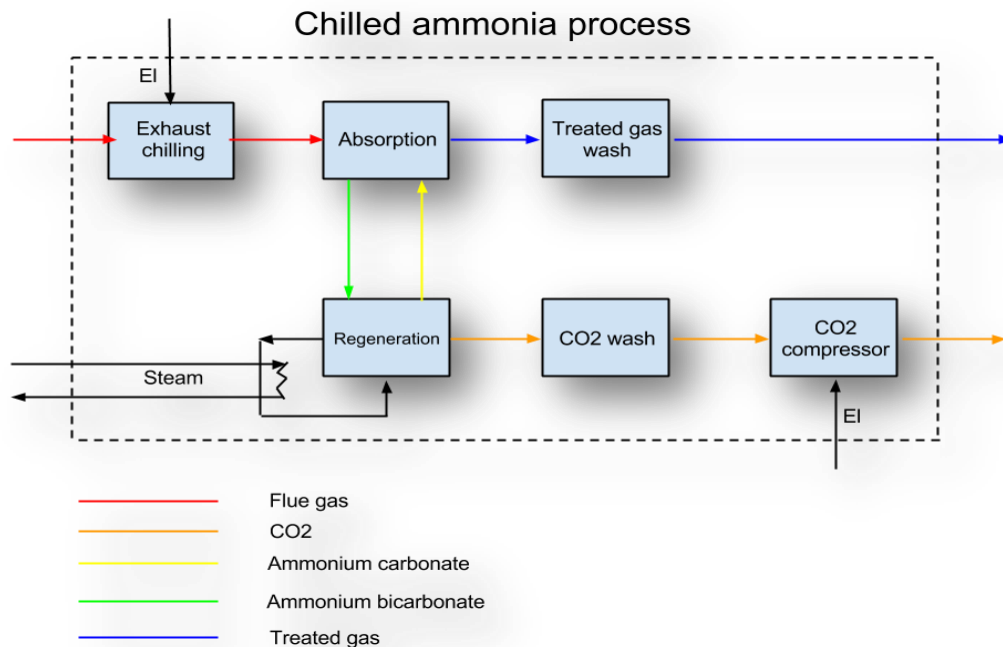 Chilled ammonia process
El
Exhaust
chilling
Absorption
Treated gas
wash
Regeneration
CO2 wash
CO2
compressor
Steam
El
Flue gas
CO2
Ammonium carbonate
Ammonium bicarbonate
Treated gas